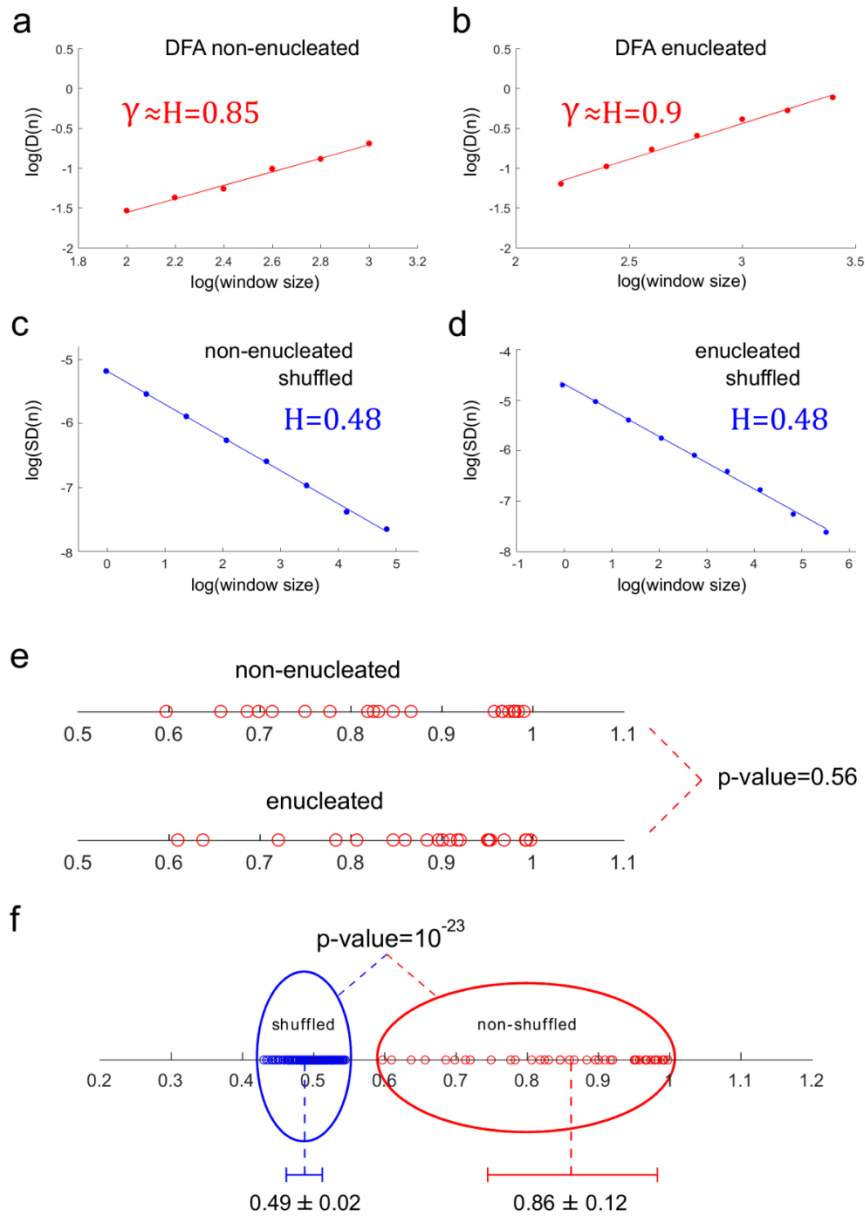 a
DFA non-enucleated
γ≈H=0.85
log(D(n))
0.5
0
-0.5
-1
-1.5
-2
1.8 2 2.2 2.4 2.6 2.8 3 3.2
log(window size)
b
DFA enucleated
γ≈H=0.9
log(D(n))
0.5
0
-0.5
-1
-1.5
-2
2 2.5 3 3.5
log(window size)
c
non-enucleated
shuffled
H=0.48
log(SD(n))
-5
-6
-7
-8
0 1 2 3 4 5
log(window size)
d
enucleated
shuffled
H=0.48
log(SD(n))
-4
-5
-6
-7
-8
-1 0 1 2 3 4 5 6
log(window size)
e
non-enucleated
0.5 0.6 0.7 0.8 0.9 1 1.1
enucleated
0.5 0.6 0.7 0.8 0.9 1 1.1
p-value=0.56
f
p-value=10⁻²³
shuffled
non-shuffled
0.2 0.3 0.4 0.5 0.6 0.7 0.8 0.9 1 1.1 1.2
0.49 ± 0.02
0.86 ± 0.12